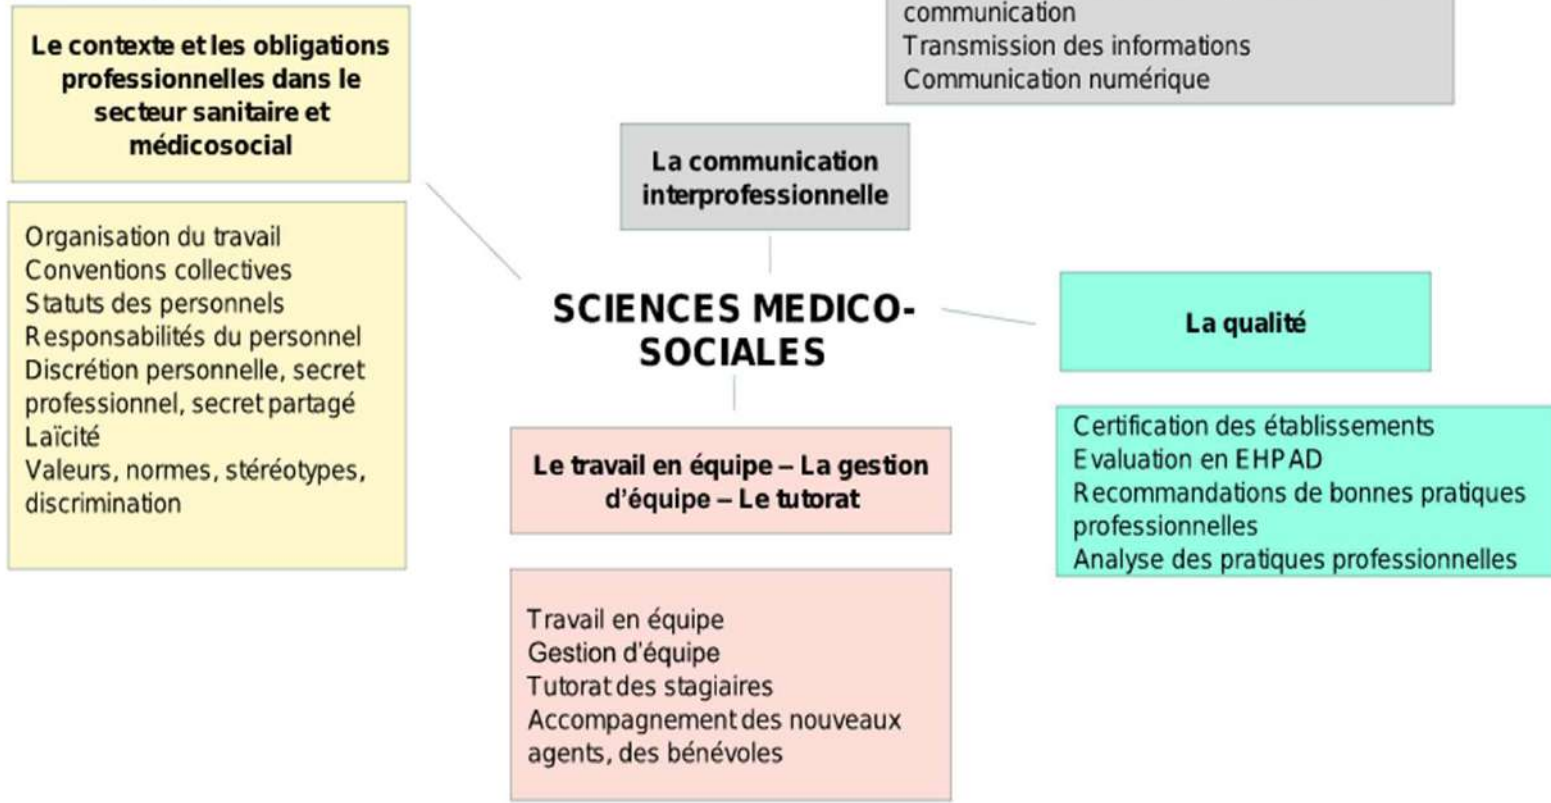 Le contexte et les obligations
professionnelles dans le
secteur sanitaire et
médicosocial
Organisation du travail
Conventions collectives
Statuts des personnels
Responsabilités du personnel
Discrétion personnelle, secret
professionnel, secret partagé
Laïcité
Valeurs, normes, stéréotypes,
discrimination
communication
Transmission des informations
Communication numérique
La communication
interprofessionnelle
SCIENCES MEDICO-
SOCIALES
La qualité
Certification des établissements
Evaluation en EHPAD
Recommandations de bonnes pratiques
professionnelles
Analyse des pratiques professionnelles
Le travail en équipe – La gestion
d'équipe – Le tutorat
Travail en équipe
Gestion d'équipe
Tutorat des stagiaires
Accompagnement des nouveaux
agents, des bénévoles